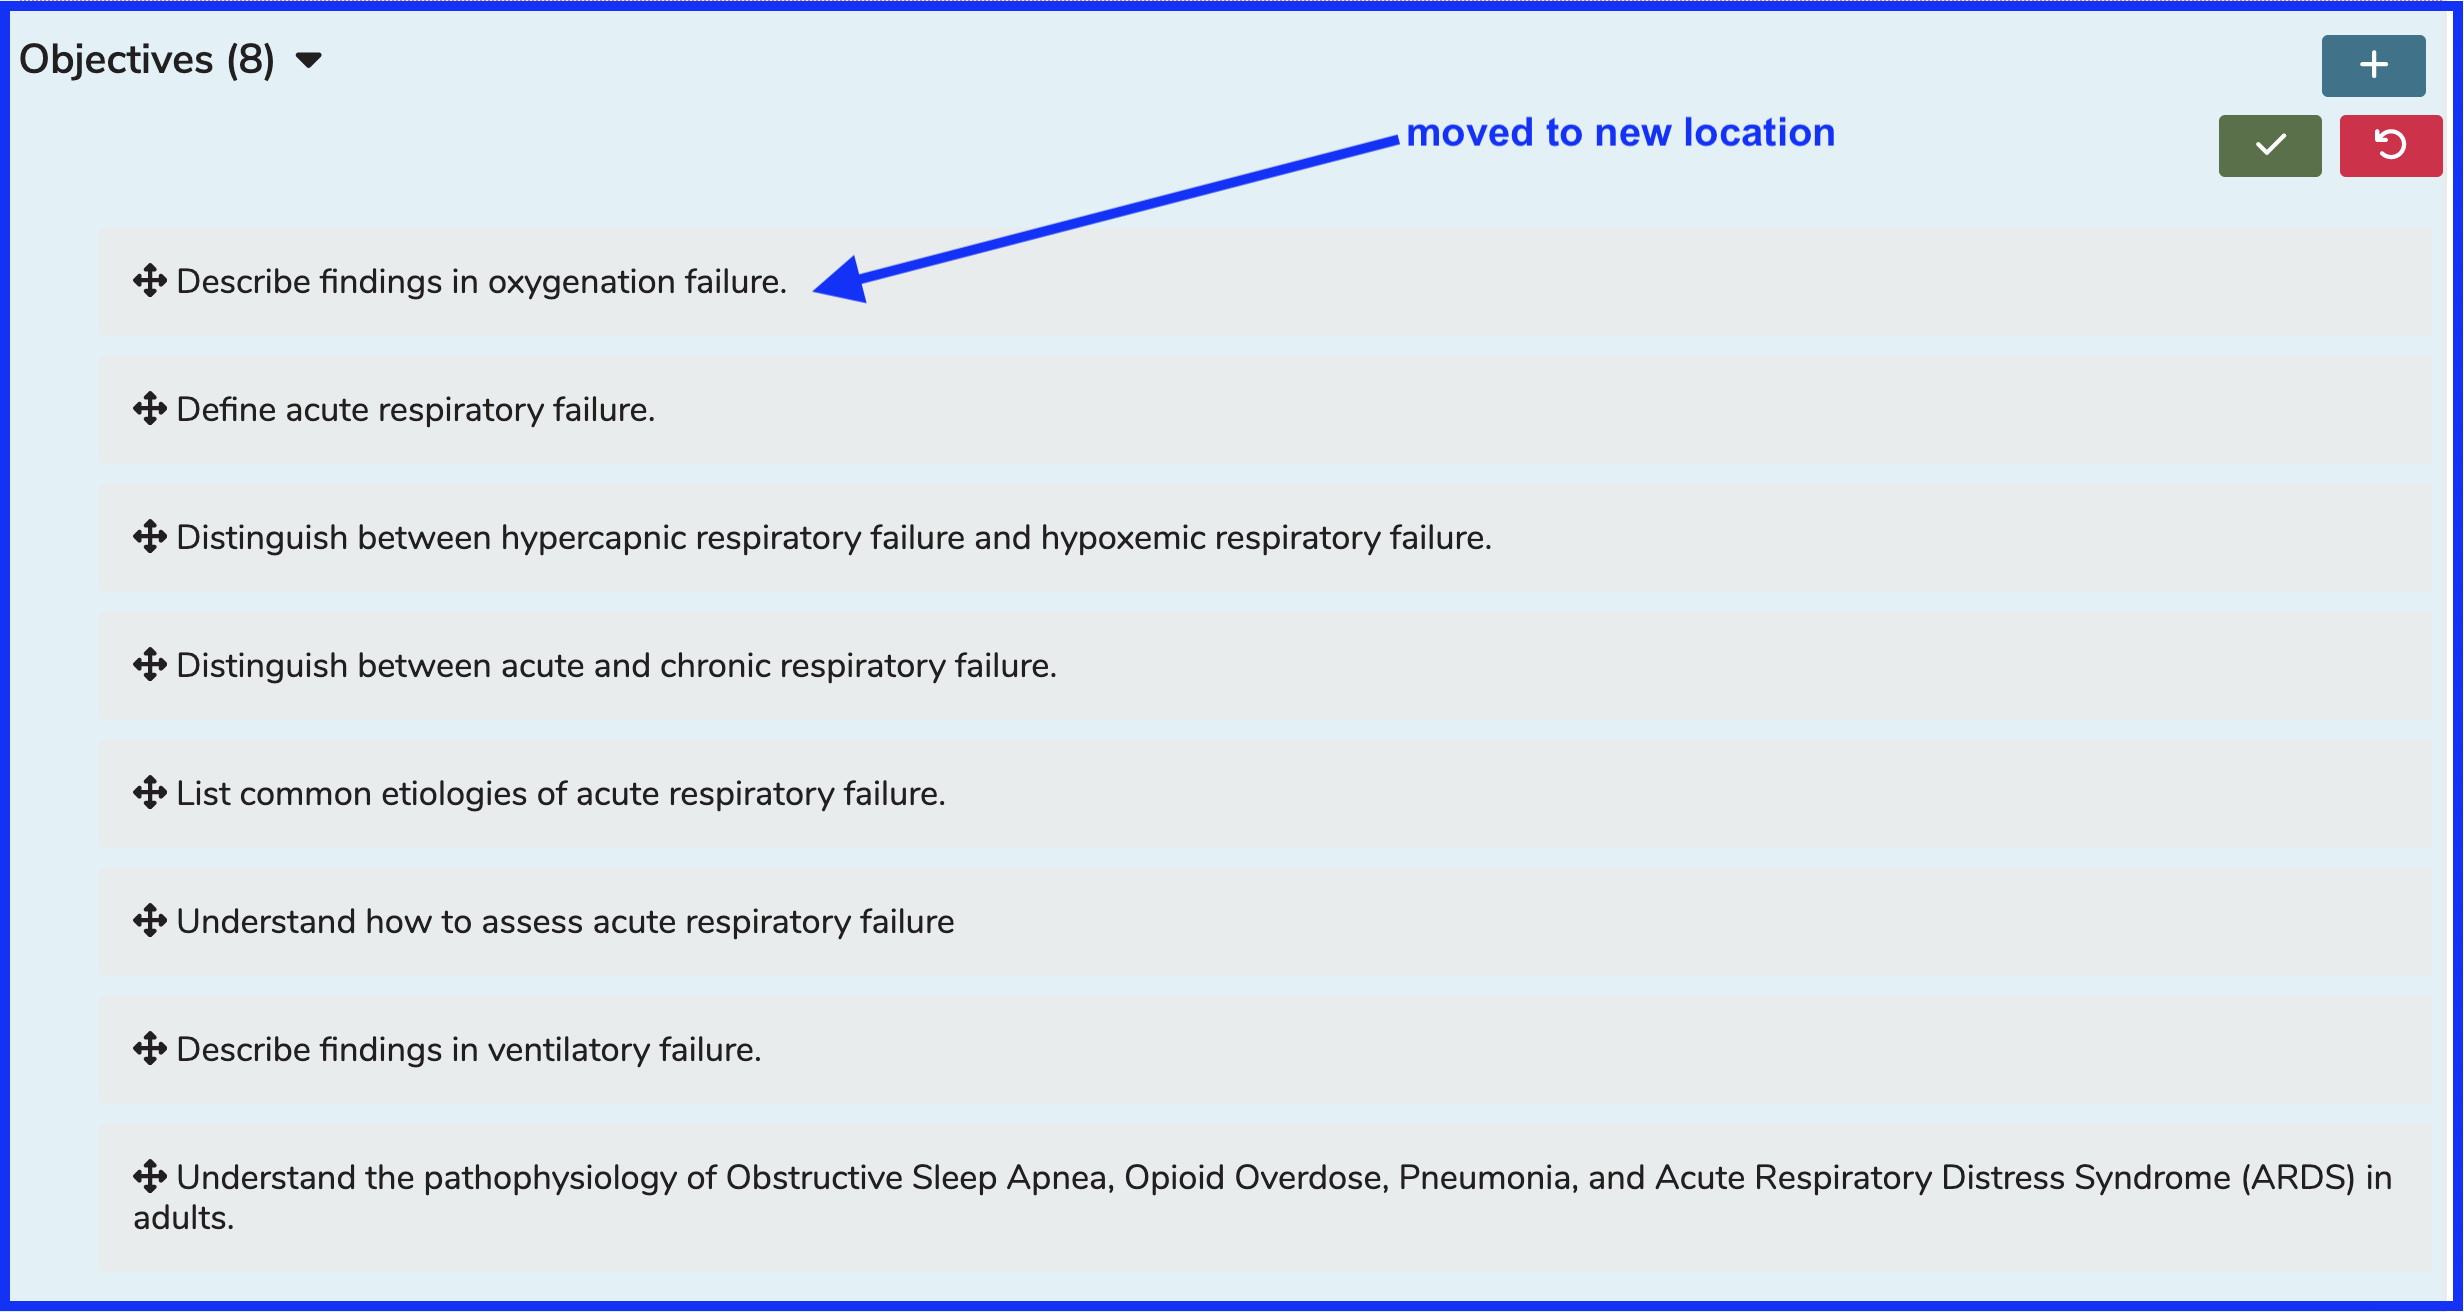 Objectives (8)
moved to new location
Describe findings in oxygenation failure.
Define acute respiratory failure.
Distinguish between hypercapnic respiratory failure and hypoxemic respiratory failure.
Distinguish between acute and chronic respiratory failure.
List common etiologies of acute respiratory failure.
Understand how to assess acute respiratory failure
Describe findings in ventilatory failure.
Understand the pathophysiology of Obstructive Sleep Apnea, Opioid Overdose, Pneumonia, and Acute Respiratory Distress Syndrome (ARDS) in
adults.